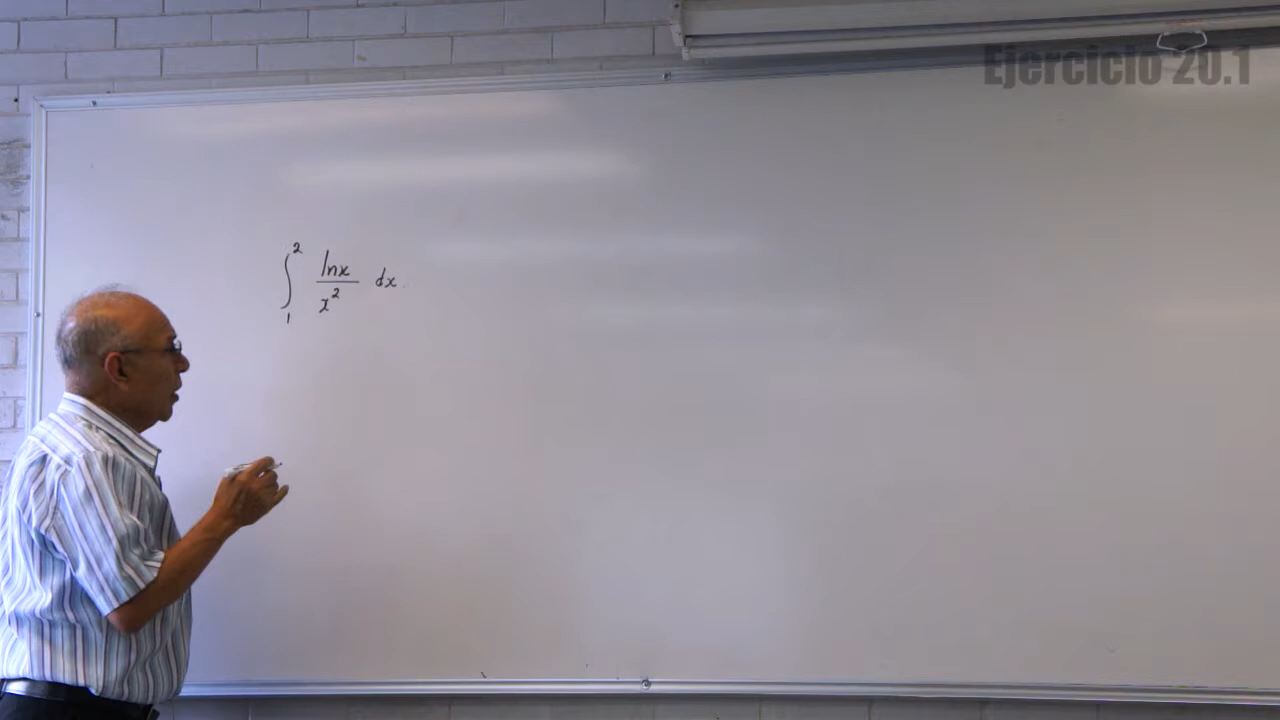 Ejercicio 20.1
∫₁² ln x / x² dx